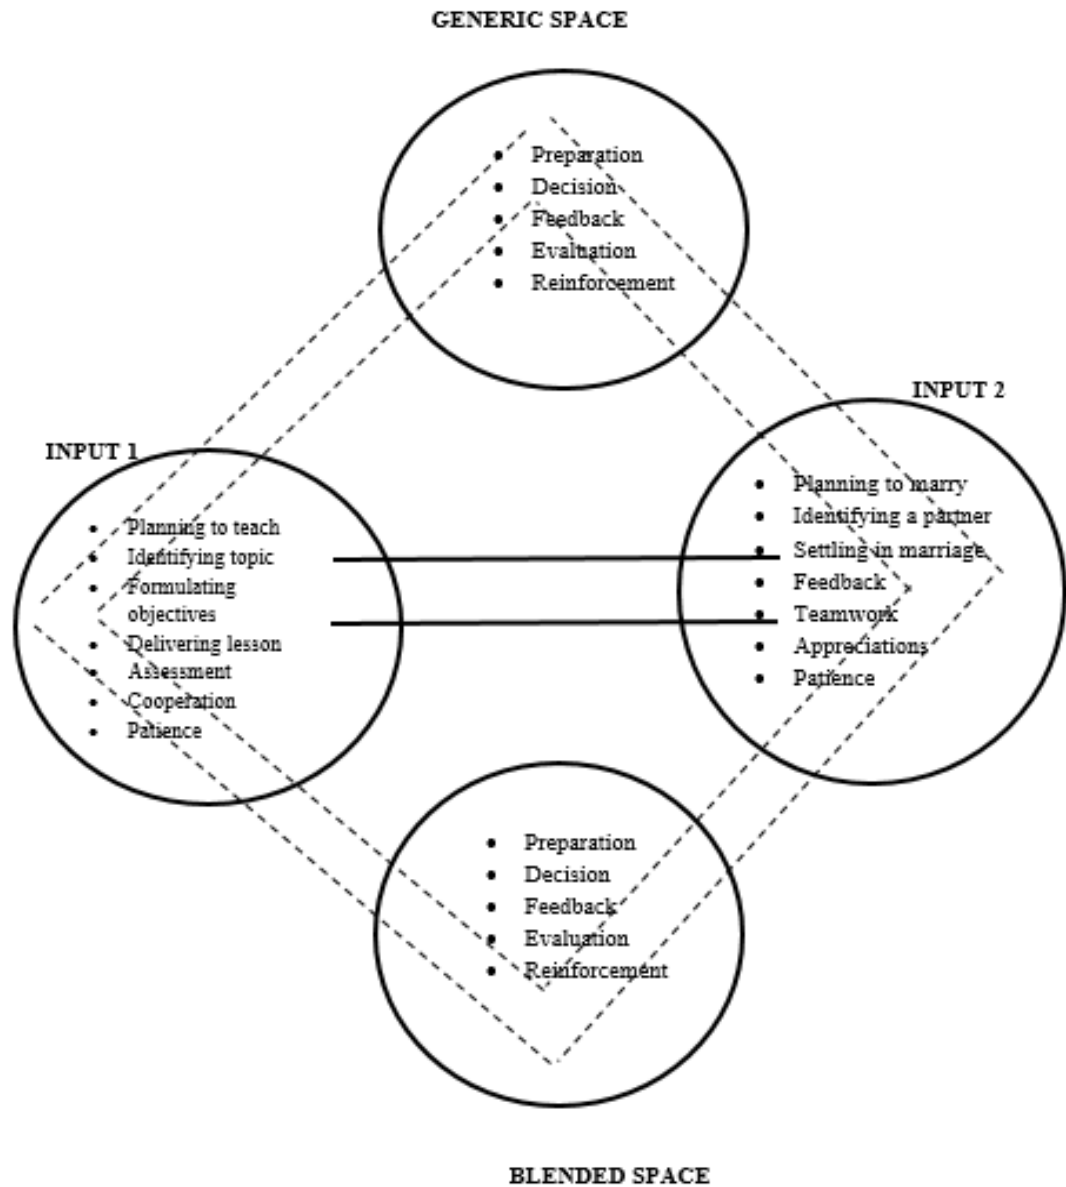 GENERIC SPACE
• Preparation
• Decision
• Feedback
• Evaluation
• Reinforcement
INPUT 1
• Planning to teach
• Identifying topic
• Formulating
objectives
• Delivering lesson
• Assessment
• Cooperation
• Patience
INPUT 2
• Planning to marry
• Identifying a partner
• Settling in marriage
• Feedback
• Teamwork
• Appreciations
• Patience
• Preparation
• Decision
• Feedback
• Evaluation
• Reinforcement
BLENDED SPACE